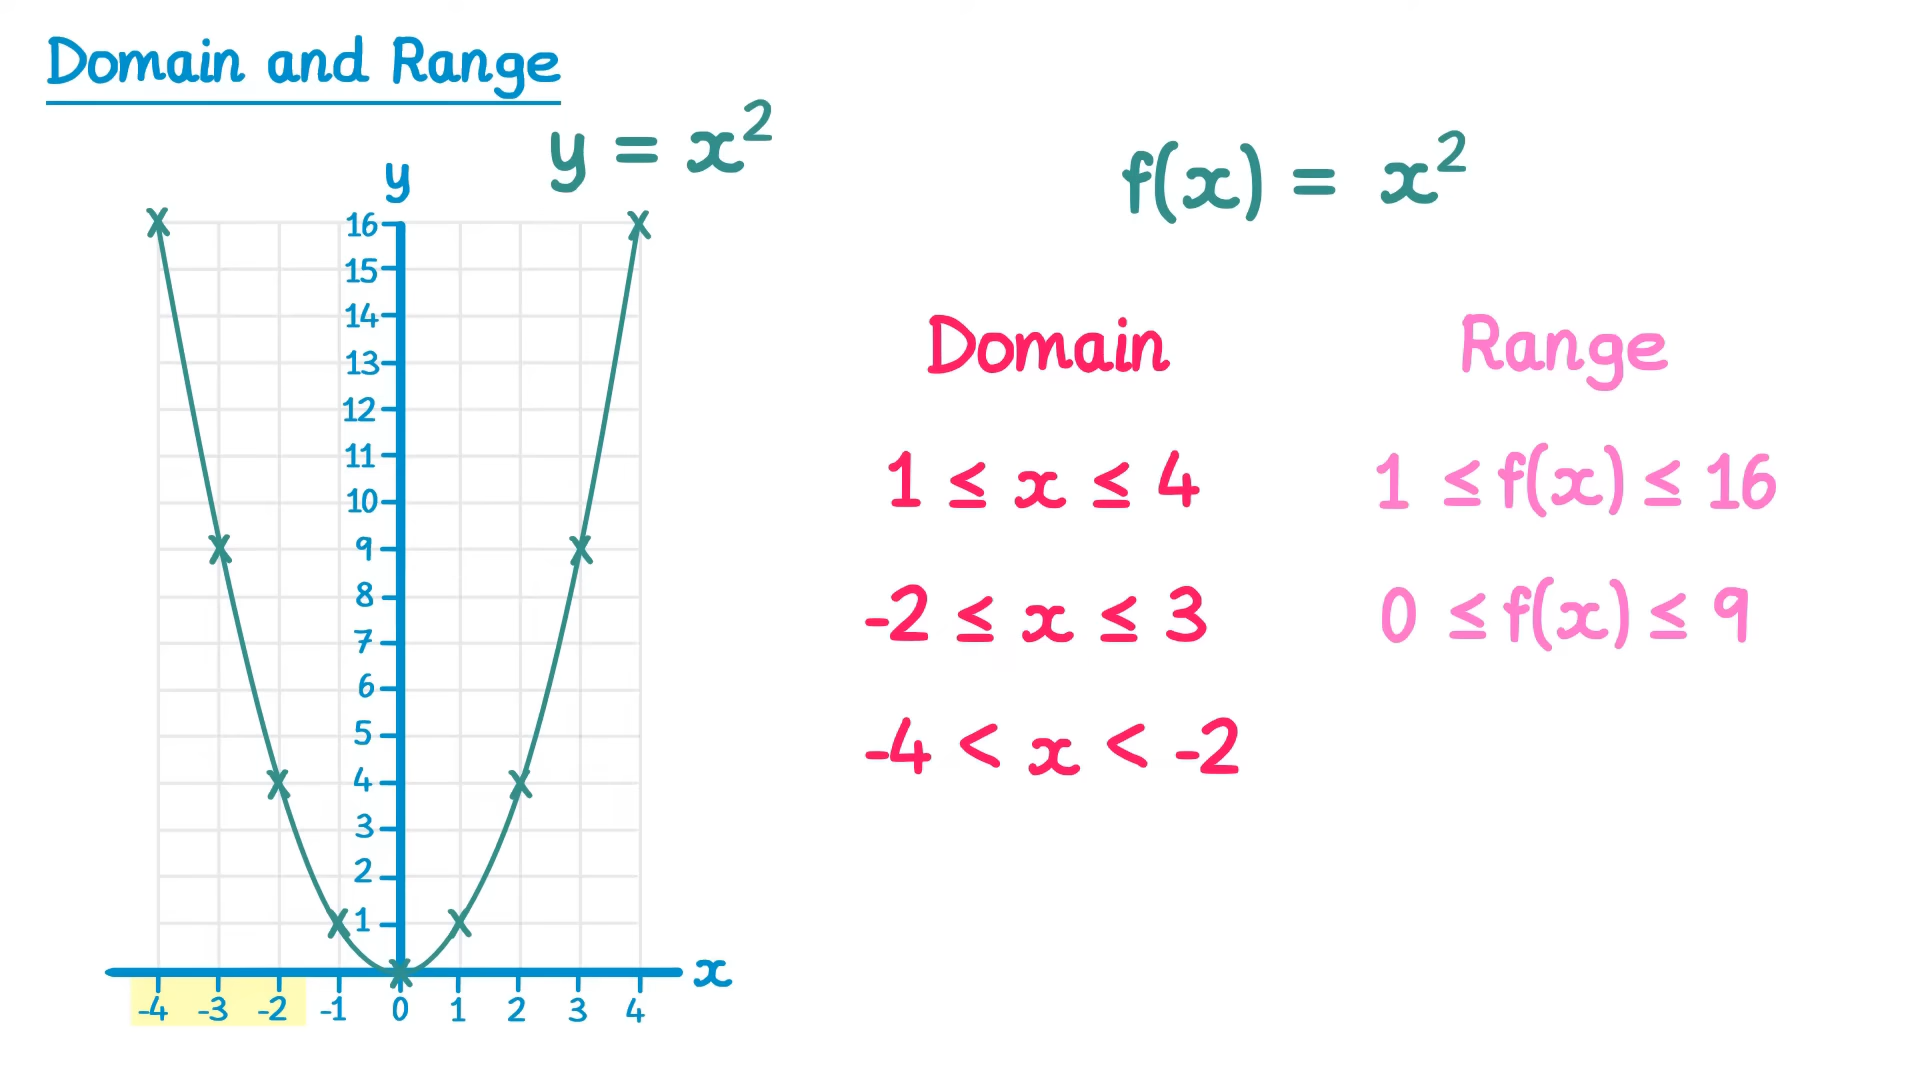 Domain and Range
y = x²
f(x) = x²
y
16
15
14
13
12
11
10
9
8
7
6
5
4
3
2
1
x
-4 -3 -2 -1 0 1 2 3 4
Domain Range
1 ≤ x ≤ 4 1 ≤ f(x) ≤ 16
-2 ≤ x ≤ 3 0 ≤ f(x) ≤ 9
-4 < x < -2